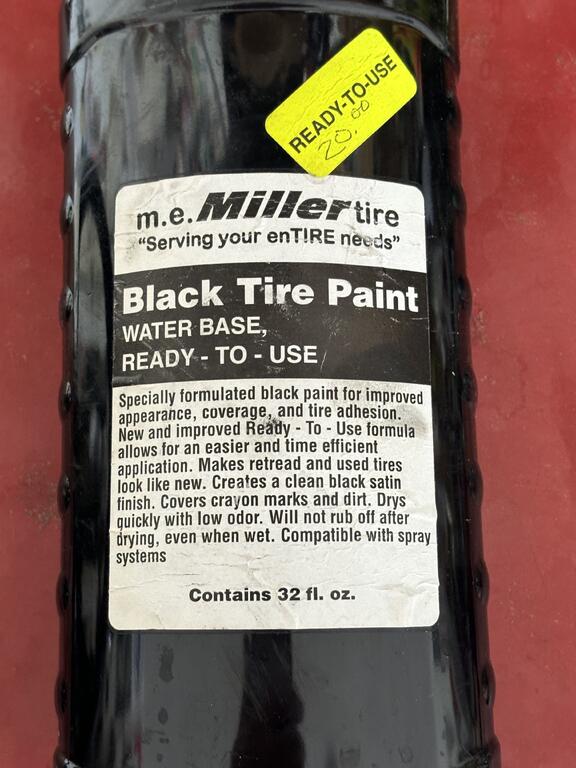 READY-TO-USE
20.00
m.e. Miller tire
"Serving your enTIRE needs"
Black Tire Paint
WATER BASE,
READY - TO - USE
Specially formulated black paint for improved
appearance, coverage, and tire adhesion.
New and improved Ready - To - Use formula
allows for an easier and time efficient
application. Makes retread and used tires
look like new. Creates a clean black satin
finish. Covers crayon marks and dirt. Drys
quickly with low odor. Will not rub off after
drying, even when wet. Compatible with spray
systems
Contains 32 fl. oz.